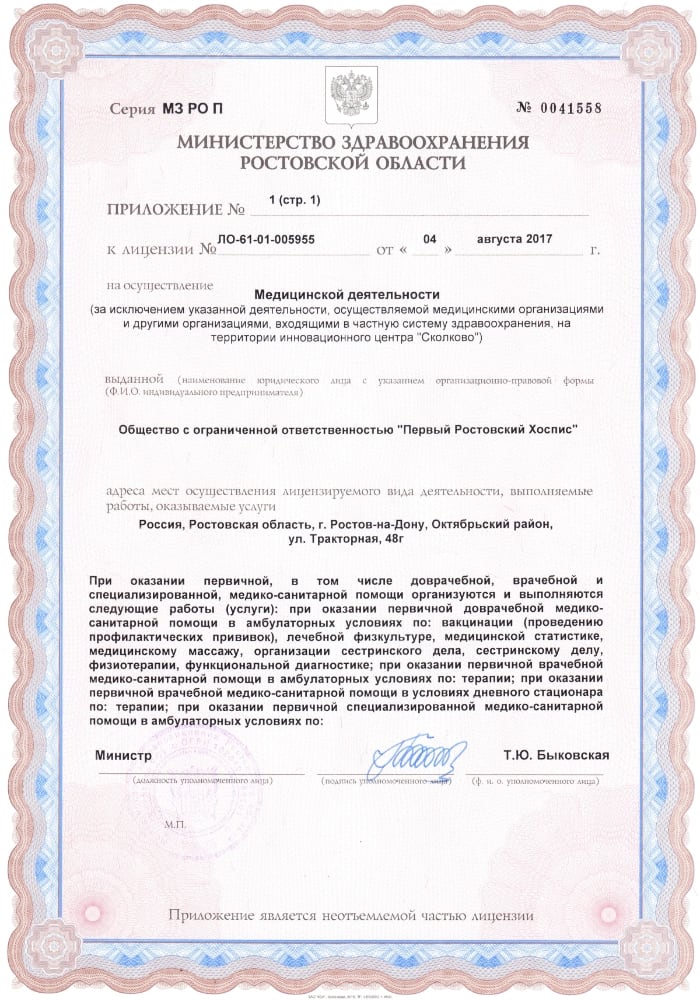 Серия МЗ РО П № 0041558
МИНИСТЕРСТВО ЗДРАВООХРАНЕНИЯ
РОСТОВСКОЙ ОБЛАСТИ
ПРИЛОЖЕНИЕ № 1 (стр. 1)
к лицензии № ЛО-61-01-005955 от « 04 » августа 2017 г.
на осуществление
Медицинской деятельности
(за исключением указанной деятельности, осуществляемой медицинскими организациями
и другими организациями, входящими в частную систему здравоохранения, на
территории инновационного центра "Сколково")
выданной (наименование юридического лица с указанием организационно-правовой формы
(Ф.И.О. индивидуального предпринимателя)
Общество с ограниченной ответственностью "Первый Ростовский Хоспис"
адреса мест осуществления лицензируемого вида деятельности, выполняемые
работы, оказываемые услуги
Россия, Ростовская область, г. Ростов-на-Дону, Октябрьский район,
ул. Тракторная, 48г
При оказании первичной, в том числе доврачебной, врачебной и
специализированной, медико-санитарной помощи организуются и выполняются
следующие работы (услуги): при оказании первичной доврачебной медико-
санитарной помощи в амбулаторных условиях по: вакцинации (проведению
профилактических прививок), лечебной физкультуре, медицинской статистике,
медицинскому массажу, организации сестринского дела, сестринскому делу,
физиотерапии, функциональной диагностике; при оказании первичной врачебной
медико-санитарной помощи в амбулаторных условиях по: терапии; при оказании
первичной врачебной медико-санитарной помощи в условиях дневного стационара
по: терапии; при оказании первичной специализированной медико-санитарной
помощи в амбулаторных условиях по:
Министр Т.Ю. Быковская
(должность уполномоченного лица) (подпись уполномоченного лица) (ф. и. о. уполномоченного лица)
М.П.
Приложение является неотъемлемой частью лицензии